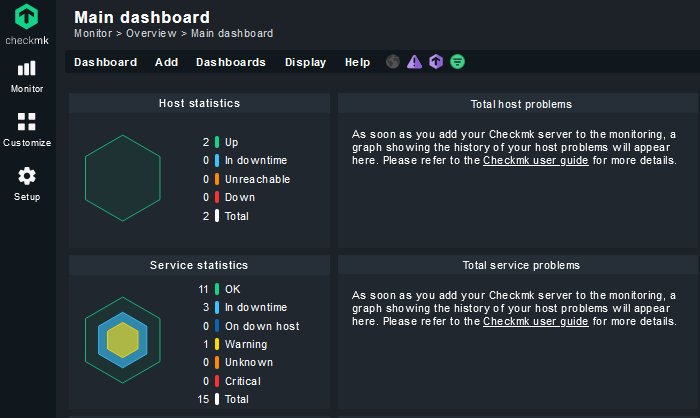 Main dashboard
checkmk
Monitor > Overview > Main dashboard
Dashboard Add Dashboards Display Help
Monitor
Customize
Setup
Host statistics
2 Up
0 In downtime
0 Unreachable
0 Down
2 Total
Total host problems
As soon as you add your Checkmk server to the monitoring, a
graph showing the history of your host problems will appear
here. Please refer to the Checkmk user guide for more details.
Service statistics
11 OK
3 In downtime
0 On down host
1 Warning
0 Unknown
0 Critical
15 Total
Total service problems
As soon as you add your Checkmk server to the monitoring, a
graph showing the history of your host problems will appear
here. Please refer to the Checkmk user guide for more details.